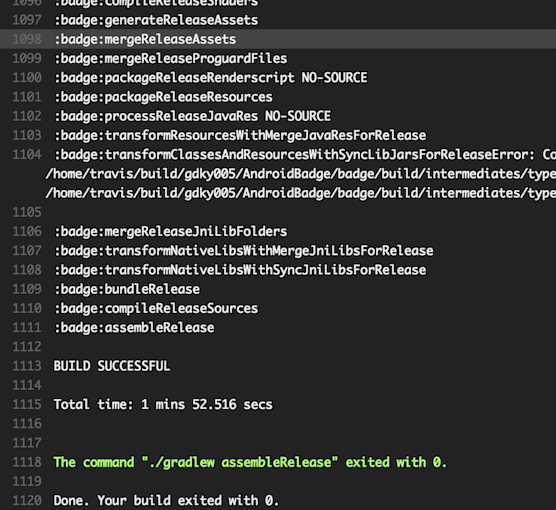 1096 :badge:compileReleaseShaders
1097 :badge:generateReleaseAssets
1098 :badge:mergeReleaseAssets
1099 :badge:mergeReleaseProguardFiles
1100 :badge:packageReleaseRenderscript NO-SOURCE
1101 :badge:packageReleaseResources
1102 :badge:processReleaseJavaRes NO-SOURCE
1103 :badge:transformResourcesWithMergeJavaResForRelease
1104 :badge:transformClassesAndResourcesWithSyncLibJarsForReleaseError: Co
/home/travis/build/gdky005/AndroidBadge/badge/build/intermediates/type
/home/travis/build/gdky005/AndroidBadge/badge/build/intermediates/type
1105
1106 :badge:mergeReleaseJniLibFolders
1107 :badge:transformNativeLibsWithMergeJniLibsForRelease
1108 :badge:transformNativeLibsWithSyncJniLibsForRelease
1109 :badge:bundleRelease
1110 :badge:compileReleaseSources
1111 :badge:assembleRelease
1112
1113 BUILD SUCCESSFUL
1114
1115 Total time: 1 mins 52.516 secs
1116
1117
1118 The command "./gradlew assembleRelease" exited with 0.
1119
1120 Done. Your build exited with 0.